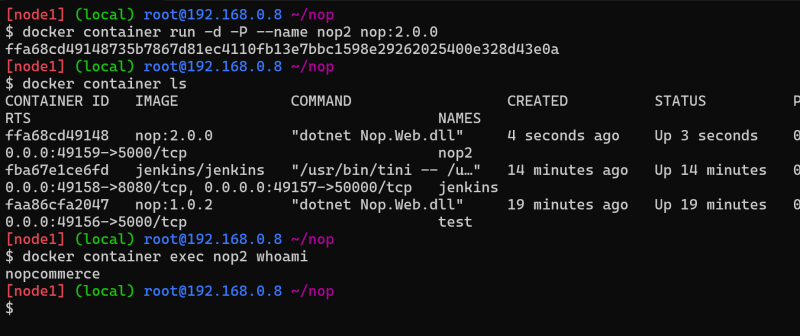 [node1] (local) root@192.168.0.8 ~/nop
$ docker container run -d -P --name nop2 nop:2.0.0
ffa68cd49148735b7867d81ec4110fb13e7bbc1598e29262025400e328d43e0a
[node1] (local) root@192.168.0.8 ~/nop
$ docker container ls
CONTAINER ID   IMAGE             COMMAND                  CREATED          STATUS          P
RTS                                              NAMES
ffa68cd49148   nop:2.0.0         "dotnet Nop.Web.dll"     4 seconds ago    Up 3 seconds    0
0.0.0:49159->5000/tcp                            nop2
fba67e1ce6fd   jenkins/jenkins   "/usr/bin/tini -- /u…"   14 minutes ago   Up 14 minutes   0
0.0.0:49158->8080/tcp, 0.0.0.0:49157->50000/tcp   jenkins
faa86cfa2047   nop:1.0.2         "dotnet Nop.Web.dll"     19 minutes ago   Up 19 minutes   0
0.0.0:49156->5000/tcp                            test
[node1] (local) root@192.168.0.8 ~/nop
$ docker container exec nop2 whoami
nopcommerce
[node1] (local) root@192.168.0.8 ~/nop
$